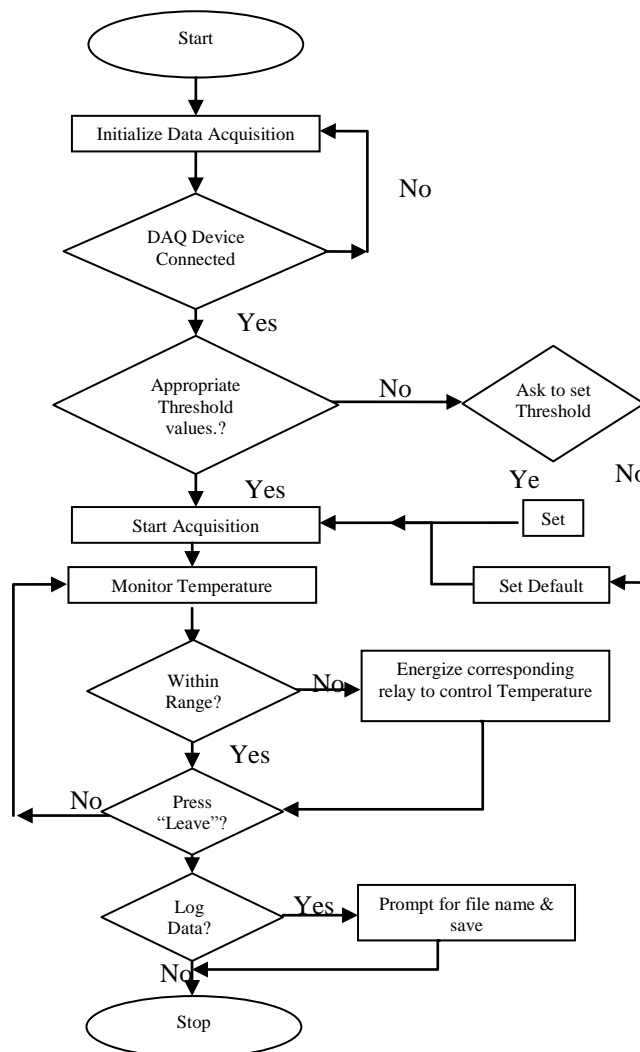 Start
Initialize Data Acquisition
No
DAQ Device
Connected
Yes
Appropriate
Threshold
values.?
No
Ask to set
Threshold
Yes
Ye
No
Start Acquisition
Set
Monitor Temperature
Set Default
Within
Range?
No
Energize corresponding
relay to control Temperature
Yes
No
Press
“Leave”?
Log
Data?
Yes
Prompt for file name &
save
No
Stop